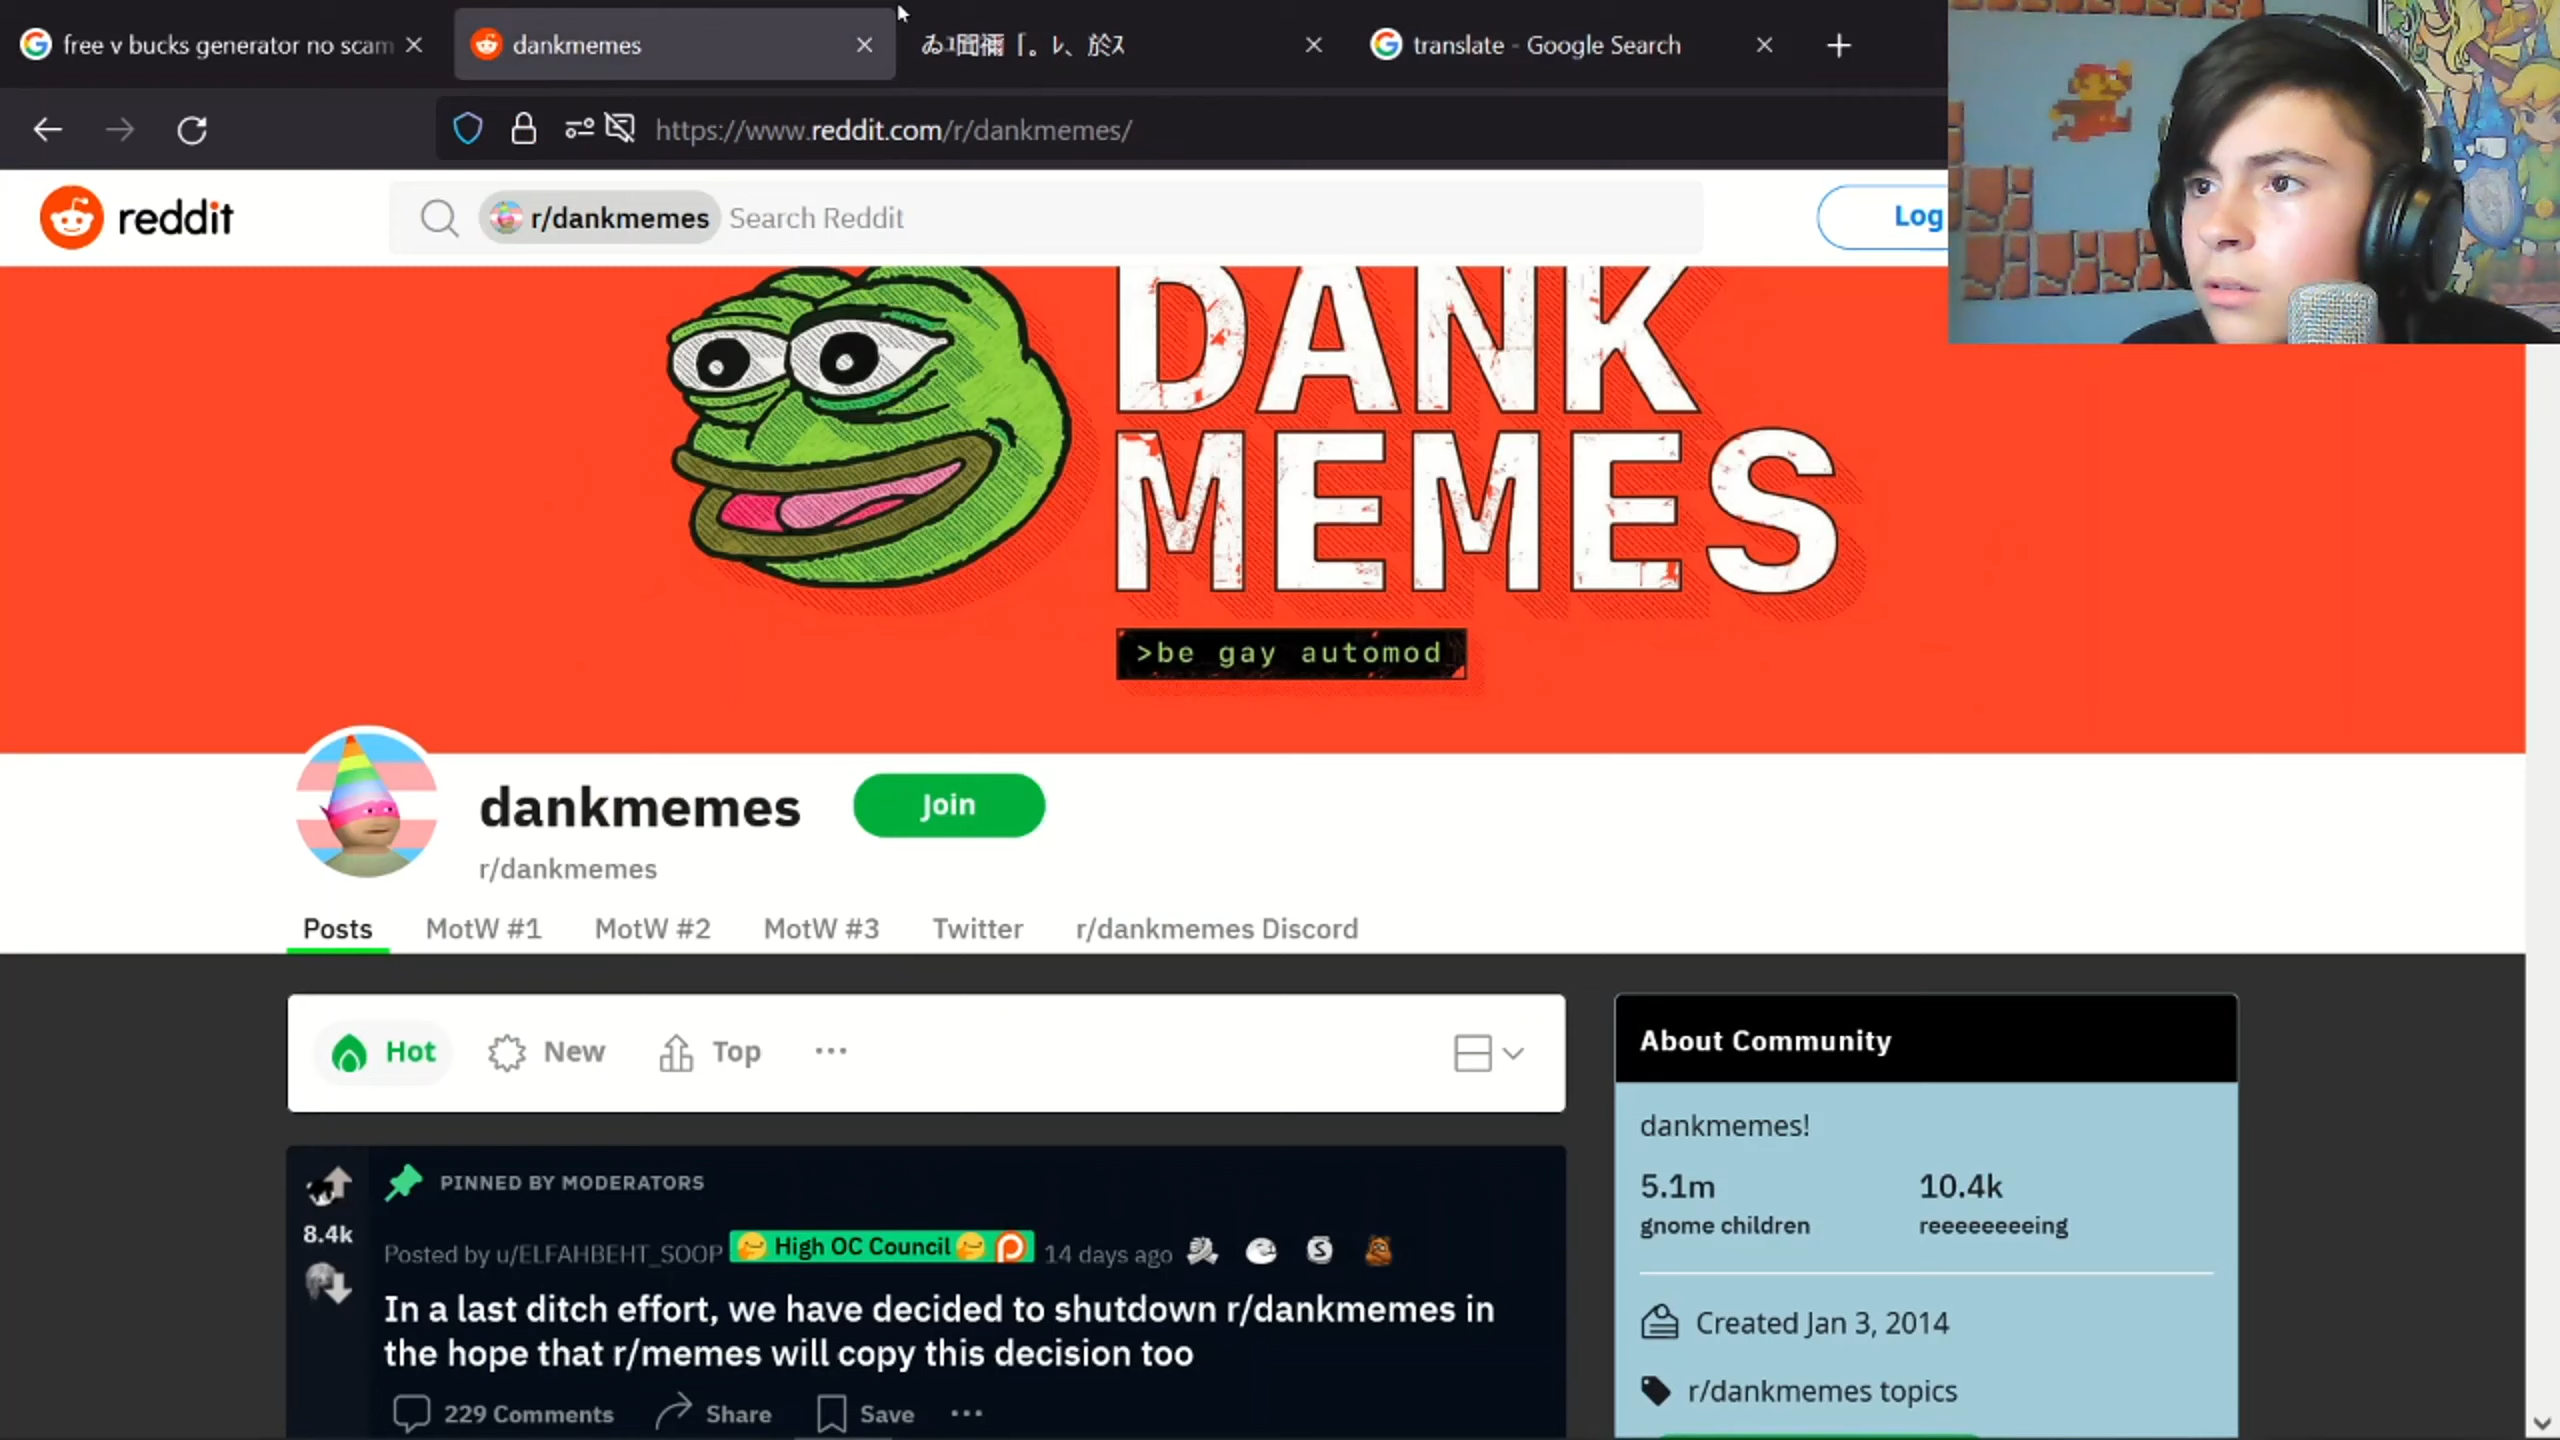 free v bucks generator no scam
dankmemes
translate - Google Search
https://www.reddit.com/r/dankmemes/
reddit
r/dankmemes Search Reddit
Log
DANK
MEMES
>be gay automod
dankmemes
Join
r/dankmemes
Posts MotW #1 MotW #2 MotW #3 Twitter r/dankmemes Discord
Hot New Top ...
About Community
dankmemes!
5.1m 10.4k
gnome children reeeeeeeeing
Created Jan 3, 2014
r/dankmemes topics
PINNED BY MODERATORS
8.4k
Posted by u/ELFAHBEHT_SOOP High OC Council 14 days ago
In a last ditch effort, we have decided to shutdown r/dankmemes in
the hope that r/memes will copy this decision too
229 Comments Share Save ...